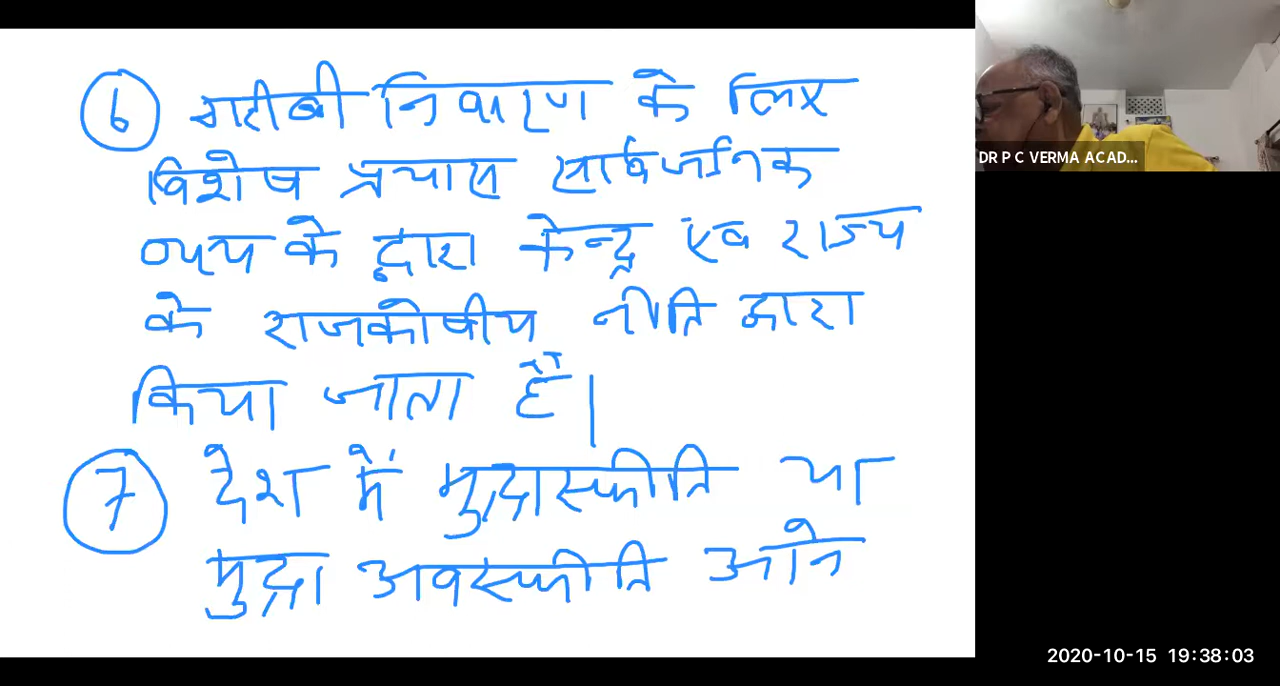 6 गरीबी निवारण के लिए
विशेष प्रयास सार्वजनिक
व्यय के द्वारा केन्द्र एवं राज्य
के राजकोषीय नीति द्वारा
किया जाता है।
7 देश में मुद्रास्फीति या
मुद्रा अवस्फीति आने
DR P C VERMA ACAD...
2020-10-15 19:38:03